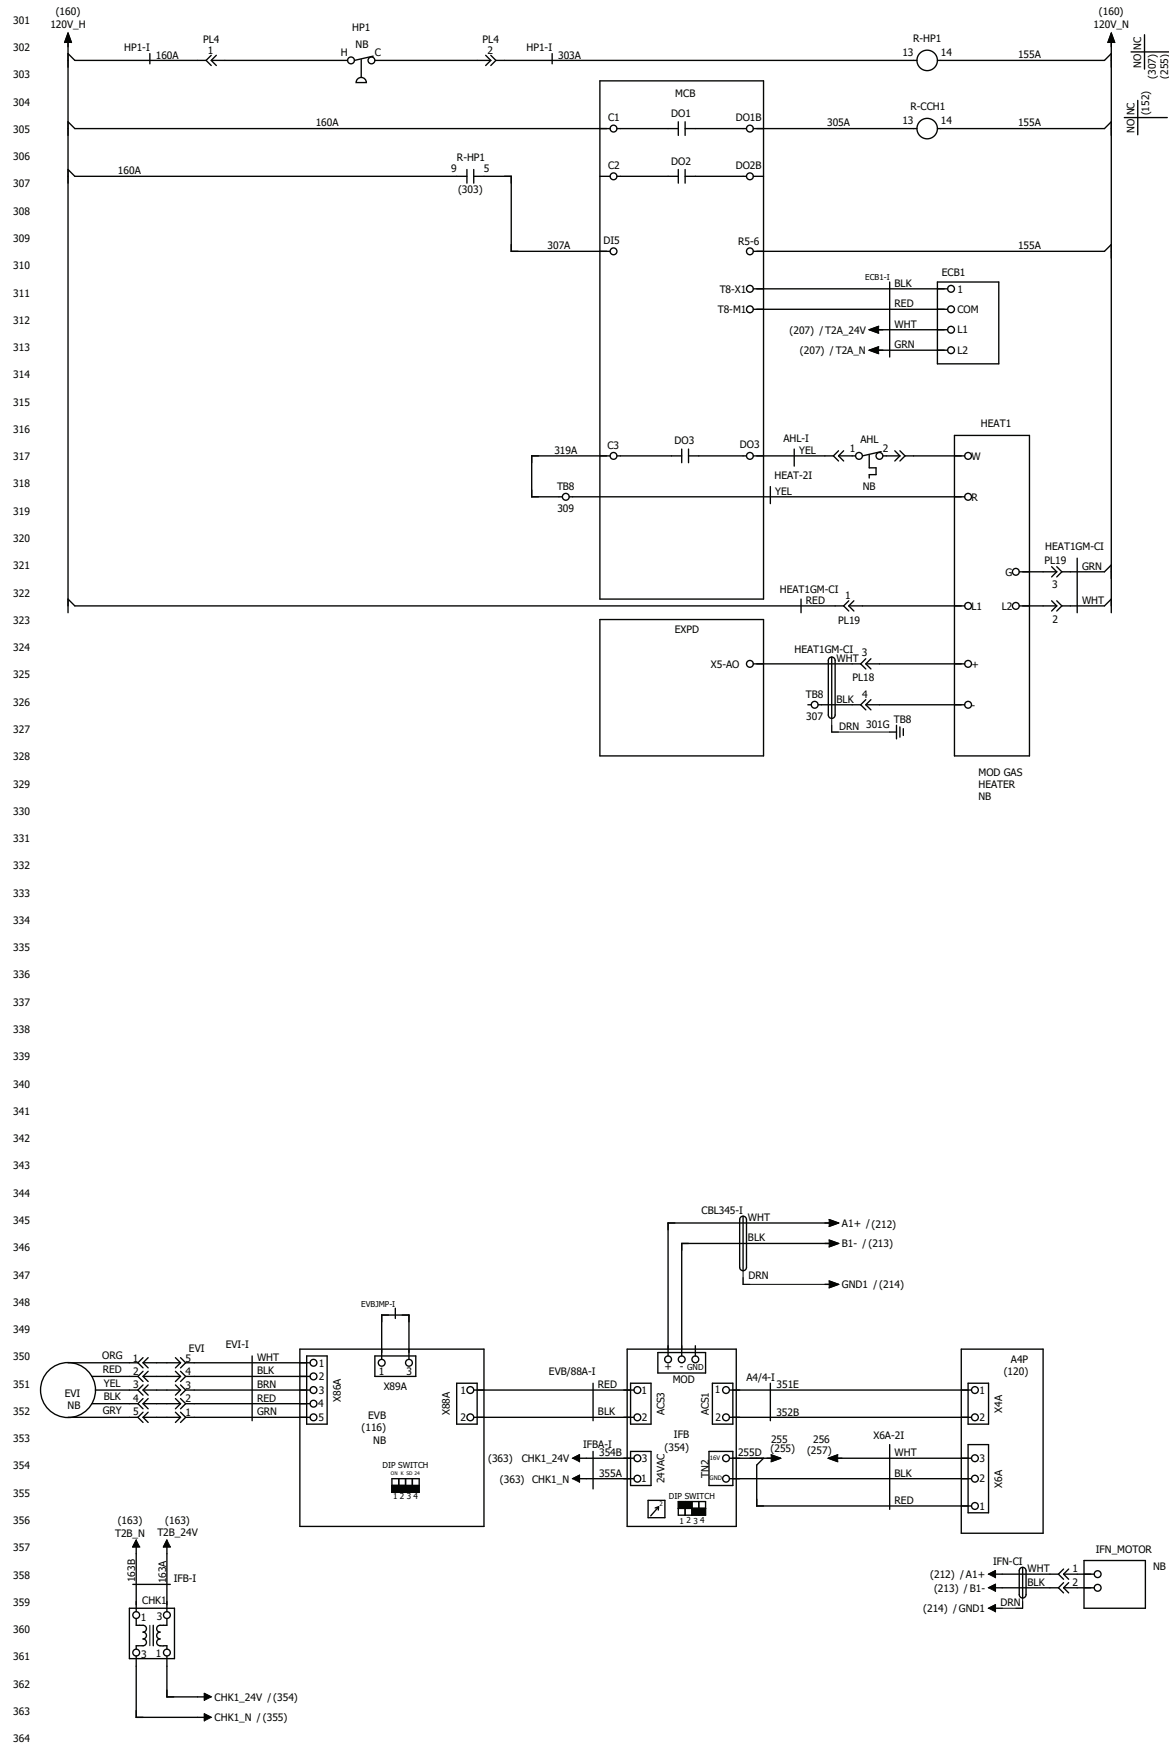 301 (160) (160)
120V_H HP1 120V_N
302 HP1-I 160A PL4 1 H NB C PL4 2 HP1-I 303A R-HP1 13 14 155A NO NC (307) (255)
303
304 MCB
305 160A C1 DO1 DO1B 305A R-CCH1 13 14 155A NO NC (152)
306 R-HP1
307 160A 9 5 (303) C2 DO2 DO2B
308
309 307A DI5 R5-6 155A
310 ECB1-I ECB1
311 T8-X1 BLK 1
312 T8-M1 RED COM
(207) / T2A_24V WHT L1
313 (207) / T2A_N GRN L2
314
315
316 HEAT1
317 319A C3 DO3 DO3 AHL-I YEL 1 AHL 2 W
318 TB8 HEAT-2I NB
319 309 YEL R
320 HEAT1GM-CI
321 G PL19 3 GRN
322 HEAT1GM-CI
323 RED 1 PL19 L1 L2 2 WHT
EXPD
324 HEAT1GM-CI
325 X5-AO WHT 3 PL18 +
326 TB8 307 BLK 4 -
327 DRN 301G TB8
328
329 MOD GAS
HEATER
NB
330
331
332
333
334
335
336
337
338
339
340
341
342
343
344
345 CBL345-I WHT A1+ / (212)
346 BLK B1- / (213)
347 DRN GND1 / (214)
348 EVBJMP-I
349
350 ORG 1 EVI 5 EVI-I WHT 1 1 3 + - GND A4P
RED 2 4 BLK 2 X89A MOD (120)
351 EVI NB YEL 3 3 BRN 3 X86A X88A 1 EVB/88A-I RED 1 ACS3 ACS1 1 A4/4-I 351E 1 X4A
BLK 4 2 RED 4
352 GRY 5 1 GRN 5 EVB 2 BLK 2 2 352B 2
353 (116) IFB 255 256 X6A-2I
NB IFBA-I (354) (255) (257)
354 DIP SWITCH (363) CHK1_24V 354B 3 24VAC TN2 16V 255D WHT 3 X6A
ON K SD 24
355 1 2 3 4 (363) CHK1_N 355A 1 GND BLK 2
DIP SWITCH RED 1
356 (163) (163) 2 1 2 3 4
T2B_N T2B_24V
357 IFN_MOTOR
358 163B 163A IFB-I (212) / A1+ IFN-CI WHT 1 NB
(213) / B1- BLK 2
359 CHK1 (214) / GND1 DRN
360 1 3
361 3 1
362 CHK1_24V / (354)
363 CHK1_N / (355)
364